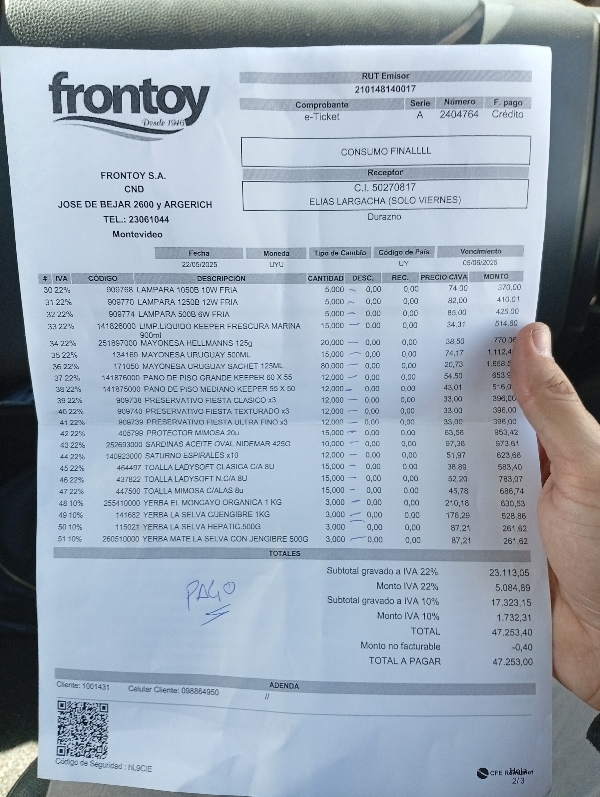 frontoy
Desde 1946
RUT Emisor
210148140017
Comprobante Serie Número F. pago
e-Ticket A 2404764 Crédito
CONSUMO FINALLLL
Receptor
C.I. 50270817
ELIAS LARGACHA (SOLO VIERNES)
Durazno
FRONTOY S.A.
CND
JOSE DE BEJAR 2600 y ARGERICH
TEL.: 23061044
Montevideo
Fecha Moneda Tipo de Cambio Código de País. Vencimiento
22/05/2025 UYU UY 05/06/2025
# IVA CÓDIGO DESCRIPCIÓN CANTIDAD DESC. REC. PRECIO C/IVA MONTO
30 22% 909768 LAMPARA 1050B 10W FRIA 5,000 0,00 0,00 74,00 370,00
31 22% 909770 LAMPARA 1250B 12W FRIA 5,000 0,00 0,00 82,00 410,01
32 22% 909774 LAMPARA 500B 6W FRIA 5,000 0,00 0,00 85,00 425,00
33 22% 141626000 LIMP.LIQUIDO KEEPER FRESCURA MARINA 15,000 0,00 0,00 34,31 514,60
900ml
34 22% 251897000 MAYONESA HELLMANNS 125g 20,000 0,00 0,00 38,50 770,06
35 22% 134169 MAYONESA URUGUAY 500ML 15,000 0,00 0,00 74,17 1.112,4
36 22% 171050 MAYONESA URUGUAY SACHET 125ML 80,000 0,00 0,00 20,73 1.658,5
37 22% 141876000 PANO DE PISO GRANDE KEEPER 60 X 55 12,000 0,00 0,00 54,50 653,9
38 22% 141875000 PANO DE PISO MEDIANO KEEPER 55 X 50 12,000 0,00 0,00 43,01 516,0
39 22% 909738 PRESERVATIVO FIESTA CLASICO x3 12,000 0,00 0,00 33,00 396,00
40 22% 909740 PRESERVATIVO FIESTA TEXTURADO x3 12,000 0,00 0,00 33,00 396,00
41 22% 909739 PRESERVATIVO FIESTA ULTRA FINO x3 12,000 0,00 0,00 33,00 396,00
42 22% 405799 PROTECTOR MIMOSA 20u 15,000 0,00 0,00 63,56 953,42
43 22% 252693000 SARDINAS ACEITE OVAL NIDEMAR 425G 10,000 0,00 0,00 97,36 973,61
44 22% 140923000 SATURNO ESPIRALES x10 12,000 0,00 0,00 51,97 623,66
45 22% 464497 TOALLA LADYSOFT CLASICA C/A 8U 15,000 0,00 0,00 38,89 583,40
46 22% 437822 TOALLA LADYSOFT N.C/A 8U 15,000 0,00 0,00 52,20 783,07
47 22% 447500 TOALLA MIMOSA C/ALAS 8u 15,000 0,00 0,00 45,78 686,74
48 10% 255410000 YERBA EL MONCAYO ORGANICA 1 KG 3,000 0,00 0,00 210,18 630,53
49 10% 141682 YERBA LA SELVA C/JENGIBRE 1KG 3,000 0,00 0,00 176,29 528,86
50 10% 115021 YERBA LA SELVA HEPATIC.500G 3,000 0,00 0,00 87,21 261,62
51 10% 260510000 YERBA MATE LA SELVA CON JENGIBRE 500G 3,000 0,00 0,00 87,21 261,62
TOTALES
Subtotal gravado a IVA 22% 23.113,05
Monto IVA 22% 5.084,89
Subtotal gravado a IVA 10% 17.323,15
Monto IVA 10% 1.732,31
TOTAL 47.253,40
Monto no facturable -0,40
TOTAL A PAGAR 47.253,00
PAGO
ADENDA
Cliente: 1001431 Celular Cliente: 098864950 //
Código de Seguridad : hL9CIE
CFE
Hoja
2/3